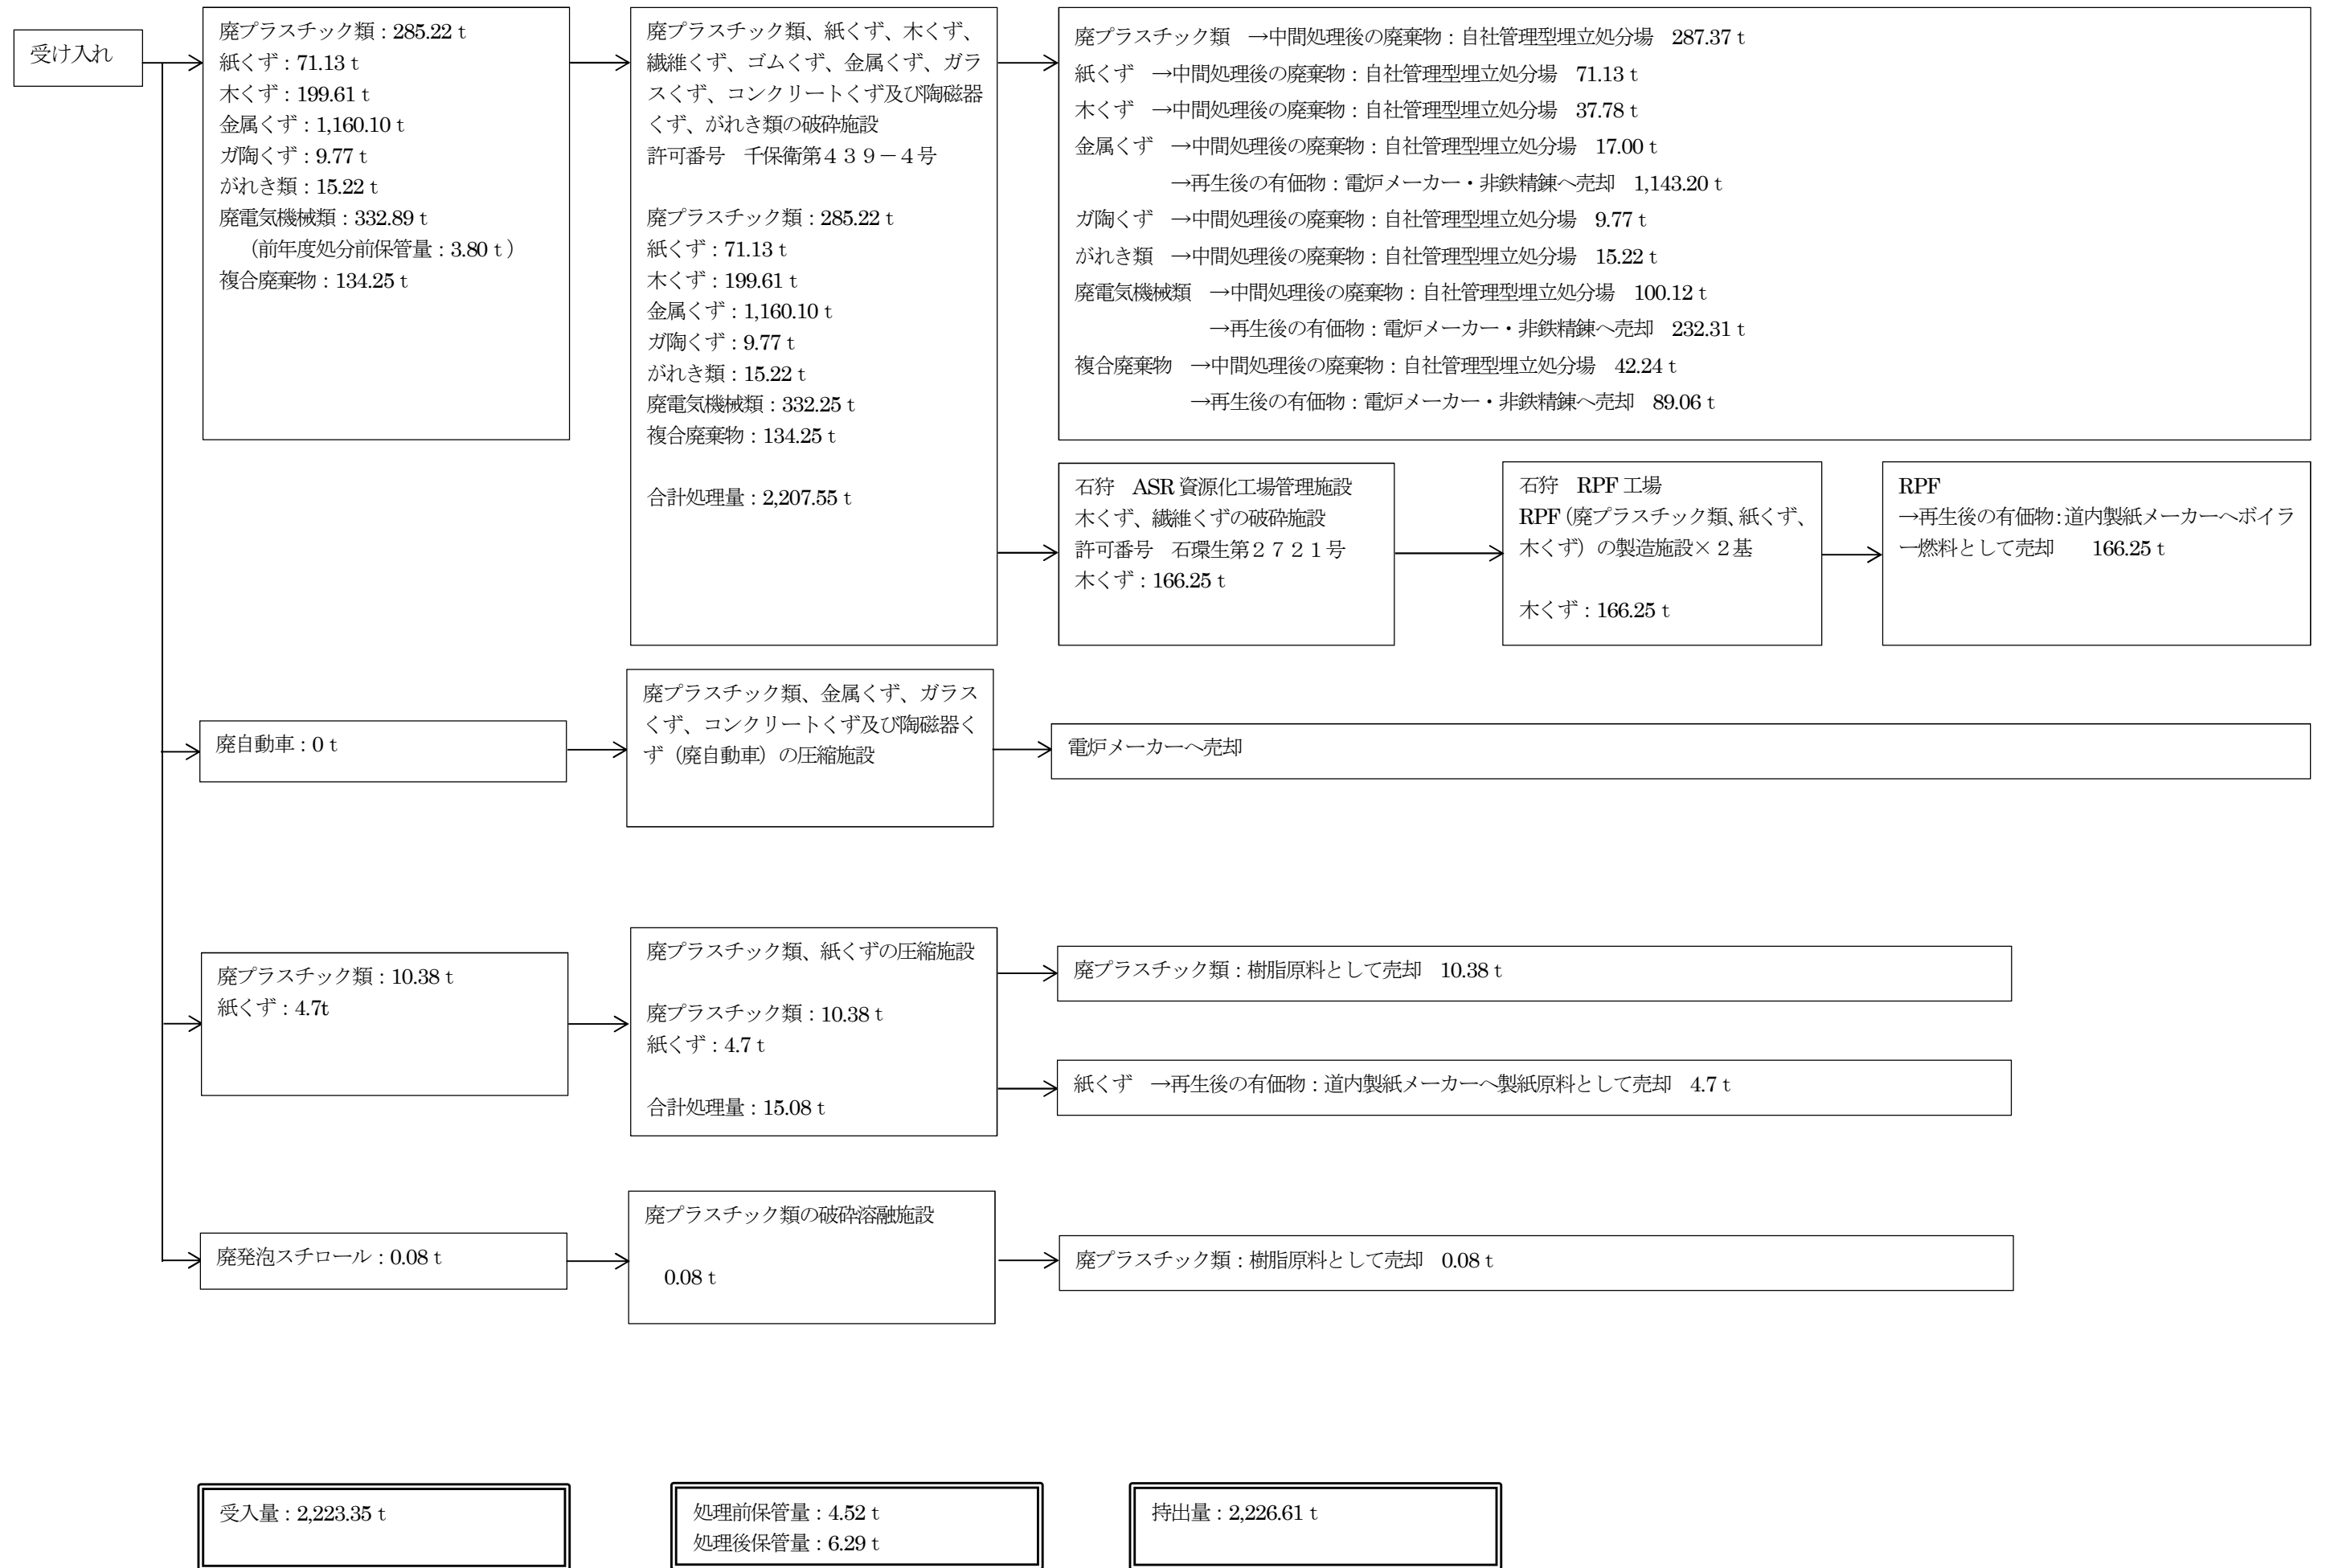 受け入れ
廃プラスチック類：285.22ｔ
紙くず：71.13ｔ
木くず：199.61ｔ
金属くず：1,160.10ｔ
ガ陶くず：9.77ｔ
がれき類：15.22ｔ
廃電気機械類：332.89ｔ
（前年度処分前保管量：3.80ｔ）
複合廃棄物：134.25ｔ
廃プラスチック類、紙くず、木くず、
繊維くず、ゴムくず、金属くず、ガラ
スくず、コンクリートくず及び陶磁器
くず、がれき類の破砕施設
許可番号　千保衛第４３９－４号
廃プラスチック類：285.22ｔ
紙くず：71.13ｔ
木くず：199.61ｔ
金属くず：1,160.10ｔ
ガ陶くず：9.77ｔ
がれき類：15.22ｔ
廃電気機械類：332.25ｔ
複合廃棄物：134.25ｔ
合計処理量：2,207.55ｔ
廃プラスチック類　→中間処理後の廃棄物：自社管理型埋立処分場　287.37ｔ
紙くず　→中間処理後の廃棄物：自社管理型埋立処分場　71.13ｔ
木くず　→中間処理後の廃棄物：自社管理型埋立処分場　37.78ｔ
金属くず　→中間処理後の廃棄物：自社管理型埋立処分場　17.00ｔ
→再生後の有価物：電炉メーカー・非鉄精錬へ売却　1,143.20ｔ
ガ陶くず　→中間処理後の廃棄物：自社管理型埋立処分場　9.77ｔ
がれき類　→中間処理後の廃棄物：自社管理型埋立処分場　15.22ｔ
廃電気機械類　→中間処理後の廃棄物：自社管理型埋立処分場　100.12ｔ
→再生後の有価物：電炉メーカー・非鉄精錬へ売却　232.31ｔ
複合廃棄物　→中間処理後の廃棄物：自社管理型埋立処分場　42.24ｔ
→再生後の有価物：電炉メーカー・非鉄精錬へ売却　89.06ｔ
石狩　ASR資源化工場管理施設
木くず、繊維くずの破砕施設
許可番号　石環生第２７２１号
木くず：166.25ｔ
石狩　RPF工場
RPF（廃プラスチック類、紙くず、
木くず）の製造施設×２基
木くず：166.25ｔ
RPF
→再生後の有価物：道内製紙メーカーへボイラ
ー燃料として売却　　166.25ｔ
廃自動車：0ｔ
廃プラスチック類、金属くず、ガラス
くず、コンクリートくず及び陶磁器く
ず（廃自動車）の圧縮施設
電炉メーカーへ売却
廃プラスチック類：10.38ｔ
紙くず：4.7t
廃プラスチック類、紙くずの圧縮施設
廃プラスチック類：10.38ｔ
紙くず：4.7ｔ
合計処理量：15.08ｔ
廃プラスチック類：樹脂原料として売却　10.38ｔ
紙くず　→再生後の有価物：道内製紙メーカーへ製紙原料として売却　4.7ｔ
廃発泡スチロール：0.08ｔ
廃プラスチック類の破砕溶融施設
0.08ｔ
廃プラスチック類：樹脂原料として売却　0.08ｔ
受入量：2,223.35ｔ
処理前保管量：4.52ｔ
処理後保管量：6.29ｔ
持出量：2,226.61ｔ